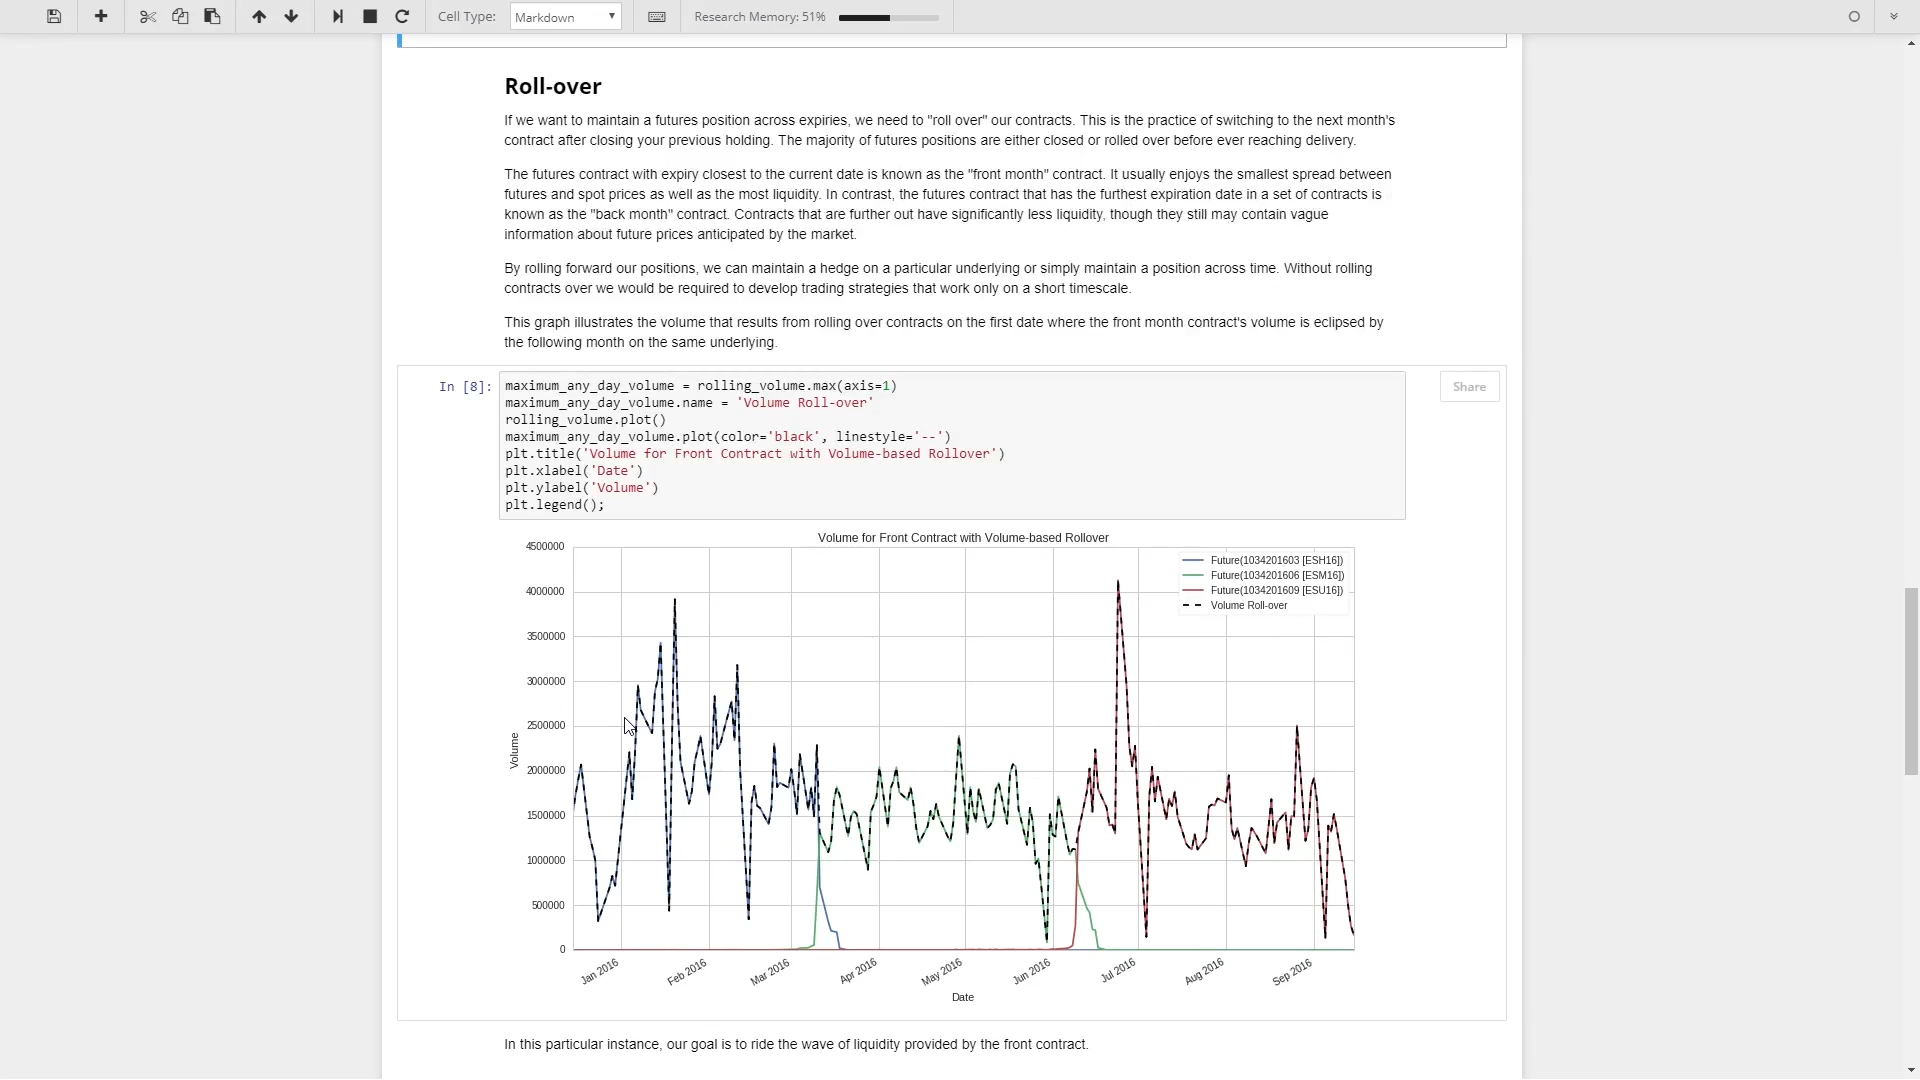 Cell Type: Markdown Research Memory: 51%
Roll-over
If we want to maintain a futures position across expiries, we need to "roll over" our contracts. This is the practice of switching to the next month's
contract after closing your previous holding. The majority of futures positions are either closed or rolled over before ever reaching delivery.
The futures contract with expiry closest to the current date is known as the "front month" contract. It usually enjoys the smallest spread between
futures and spot prices as well as the most liquidity. In contrast, the futures contract that has the furthest expiration date in a set of contracts is
known as the "back month" contract. Contracts that are further out have significantly less liquidity, though they still may contain vague
information about future prices anticipated by the market.
By rolling forward our positions, we can maintain a hedge on a particular underlying or simply maintain a position across time. Without rolling
contracts over we would be required to develop trading strategies that work only on a short timescale.
This graph illustrates the volume that results from rolling over contracts on the first date where the front month contract's volume is eclipsed by
the following month on the same underlying.
In [8]: maximum_any_day_volume = rolling_volume.max(axis=1) Share
maximum_any_day_volume.name = 'Volume Roll-over'
rolling_volume.plot()
maximum_any_day_volume.plot(color='black', linestyle='--')
plt.title('Volume for Front Contract with Volume-based Rollover')
plt.xlabel('Date')
plt.ylabel('Volume')
plt.legend();
Volume for Front Contract with Volume-based Rollover
4500000
Future(1034201603 [ESH16])
Future(1034201606 [ESM16])
Future(1034201609 [ESU16])
Volume Roll-over
4000000
3500000
3000000
2500000
2000000
1500000
1000000
500000
0
Volume
Jan 2016 Feb 2016 Mar 2016 Apr 2016 May 2016 Jun 2016 Jul 2016 Aug 2016 Sep 2016
Date
In this particular instance, our goal is to ride the wave of liquidity provided by the front contract.